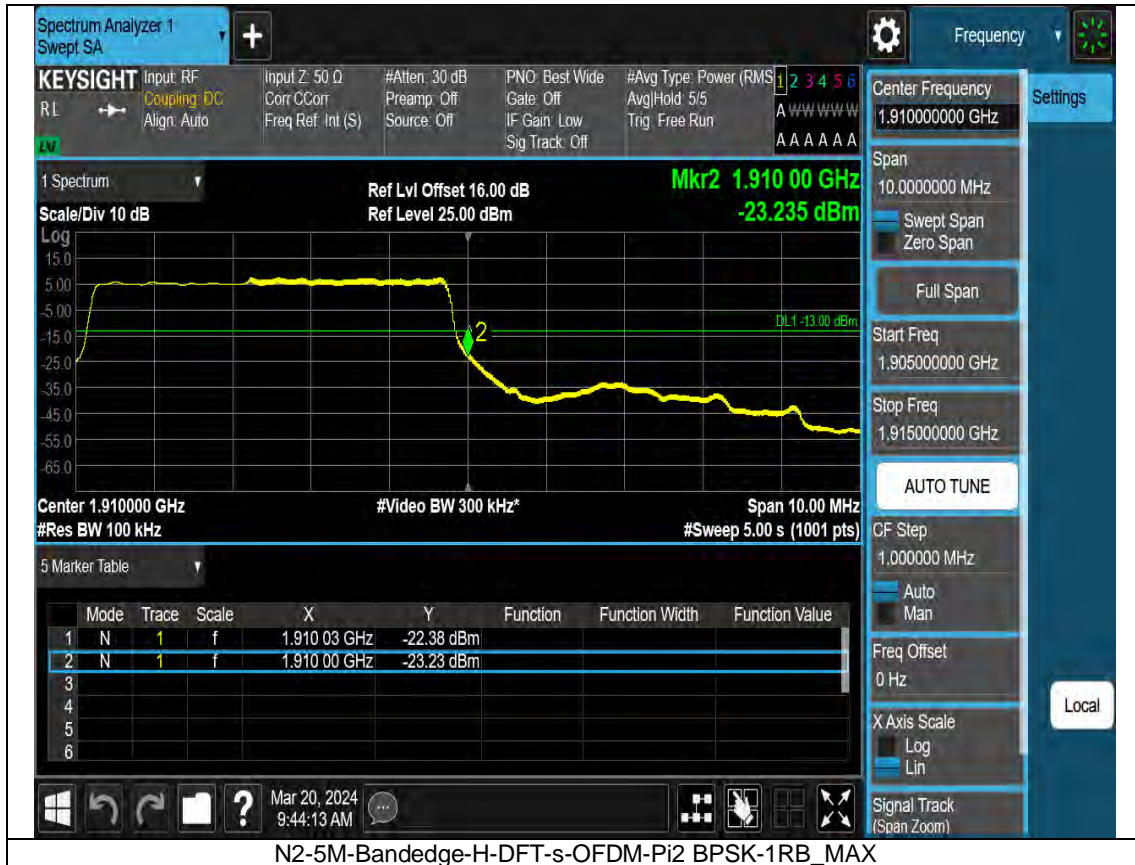 Spectrum Analyzer 1
Swept SA
+
Frequency
KEYSIGHT
RL
LXI
Input: RF
Coupling: DC
Align: Auto
Input Z: 50 Ω
Corr CCorr
Freq Ref: Int (S)
#Atten: 30 dB
Preamp: Off
Source: Off
PNO: Best Wide
Gate: Off
IF Gain: Low
Sig Track: Off
#Avg Type: Power (RMS
Avg|Hold: 5/5
Trig: Free Run
1 2 3 4 5 6
A W W W W W
A A A A A A
1 Spectrum
Scale/Div 10 dB
Ref Lvl Offset 16.00 dB
Ref Level 25.00 dBm
Mkr2 1.910 00 GHz
-23.235 dBm
Log
15.0
5.00
-5.00
-15.0
-25.0
-35.0
-45.0
-55.0
-65.0
2
DL1 -13.00 dBm
Center 1.910000 GHz
#Res BW 100 kHz
#Video BW 300 kHz*
Span 10.00 MHz
#Sweep 5.00 s (1001 pts)
5 Marker Table
Mode Trace Scale X Y Function Function Width Function Value
1 N 1 f 1.910 03 GHz -22.38 dBm
2 N 1 f 1.910 00 GHz -23.23 dBm
3
4
5
6
Mar 20, 2024
9:44:13 AM
?
Center Frequency
1.910000000 GHz
Settings
Span
10.0000000 MHz
Swept Span
Zero Span
Full Span
Start Freq
1.905000000 GHz
Stop Freq
1.915000000 GHz
AUTO TUNE
CF Step
1.000000 MHz
Auto
Man
Freq Offset
0 Hz
Local
X Axis Scale
Log
Lin
Signal Track
(Span Zoom)
N2-5M-Bandedge-H-DFT-s-OFDM-Pi2 BPSK-1RB_MAX